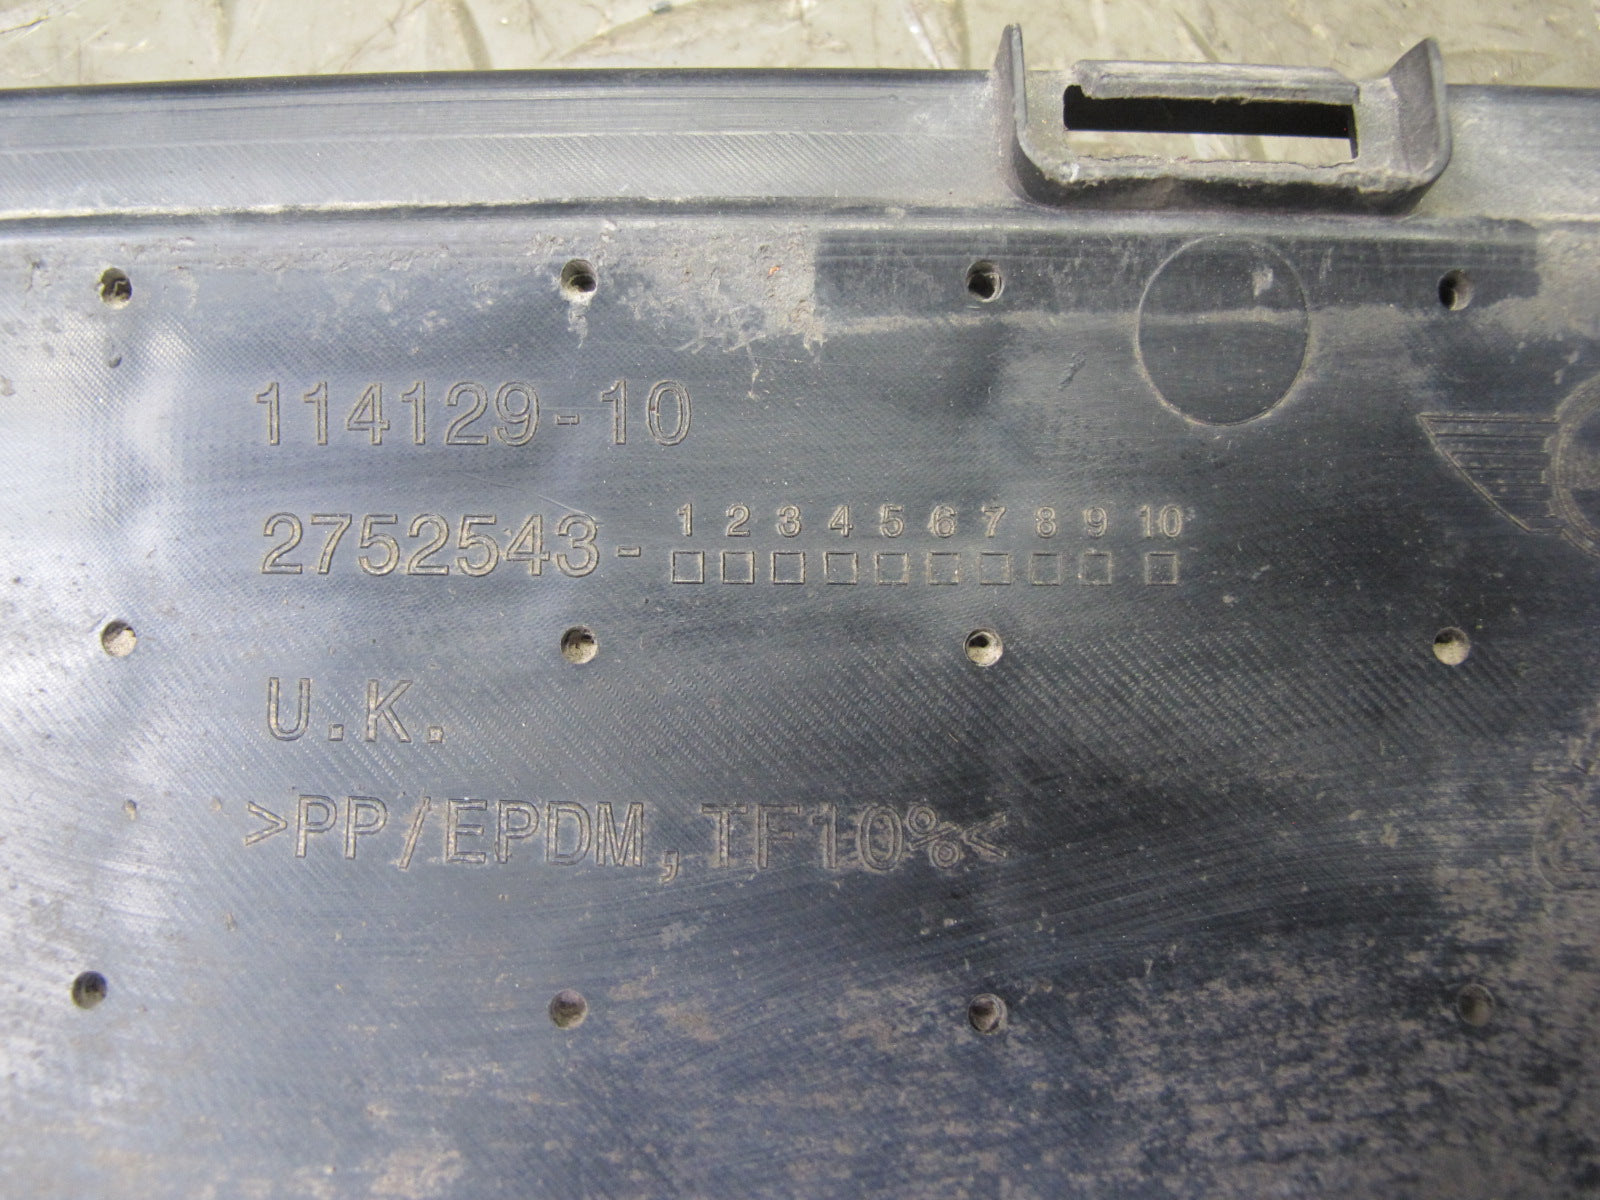 114129-10
1 2 3 4 5 6 7 8 9 10
2752543-
U.K.
>PP/EPDM,TF10%<